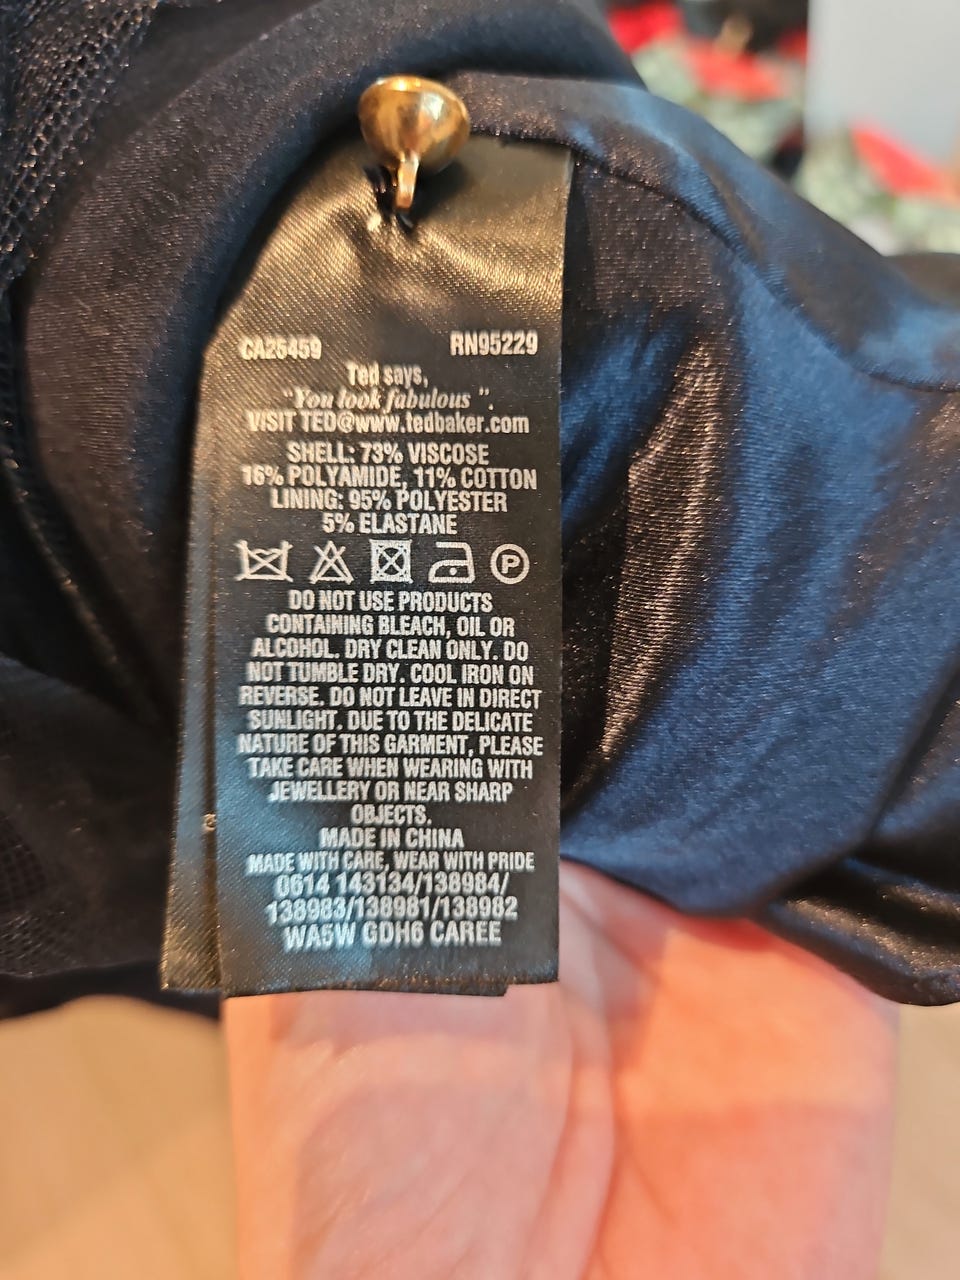 CA25459 RN95229
Ted says,
"You look fabulous ".
VISIT TED@www.tedbaker.com
SHELL: 73% VISCOSE
16% POLYAMIDE, 11% COTTON
LINING: 95% POLYESTER
5% ELASTANE
P
DO NOT USE PRODUCTS
CONTAINING BLEACH, OIL OR
ALCOHOL. DRY CLEAN ONLY. DO
NOT TUMBLE DRY. COOL IRON ON
REVERSE. DO NOT LEAVE IN DIRECT
SUNLIGHT. DUE TO THE DELICATE
NATURE OF THIS GARMENT, PLEASE
TAKE CARE WHEN WEARING WITH
JEWELLERY OR NEAR SHARP
OBJECTS.
MADE IN CHINA
MADE WITH CARE, WEAR WITH PRIDE
0614 143134/138984/
138983/138981/138982
WA5W GDH6 CAREE